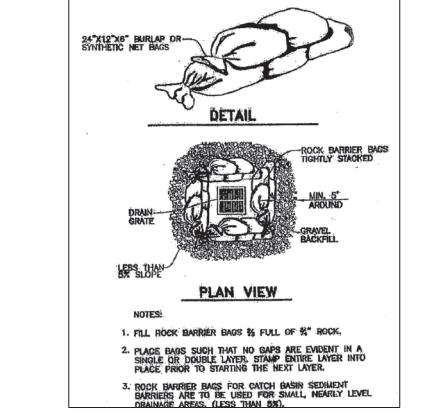 24"X12"X6" BURLAP OR
SYNTHETIC NET BAGS
DETAIL
ROCK BARRIER BAGS
TIGHTLY STACKED
MIN. 5"
AROUND
DRAIN
GRATE
GRAVEL
BACKFILL
LESS THAN
5% SLOPE
PLAN VIEW
NOTES:
1. FILL ROCK BARRIER BAGS ⅔ FULL OF ¾" ROCK.
2. PLACE BAGS SUCH THAT NO GAPS ARE EVIDENT IN A
SINGLE OR DOUBLE LAYER. STAMP ENTIRE LAYER INTO
PLACE PRIOR TO STARTING THE NEXT LAYER.
3. ROCK BARRIER BAGS FOR CATCH BASIN SEDIMENT
BARRIERS ARE TO BE USED FOR SMALL, NEARLY LEVEL
DRAINAGE AREAS. (LESS THAN 5%).